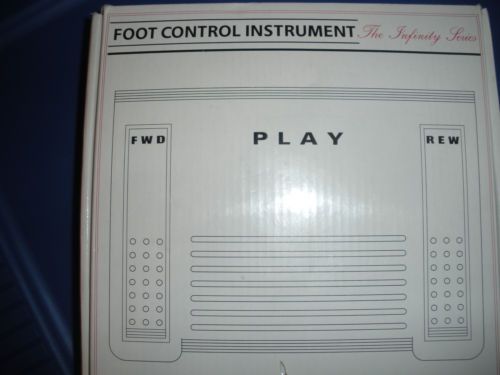 FOOT CONTROL INSTRUMENT The Infinity Series
FWD PLAY REW